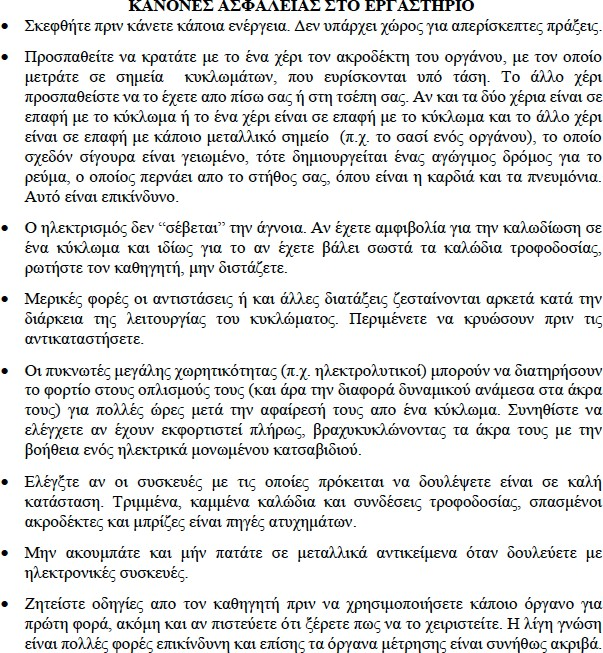 ΚΑΝΟΝΕΣ ΑΣΦΑΛΕΙΑΣ ΣΤΟ ΕΡΓΑΣΤΗΡΙΟ
• Σκεφθήτε πριν κάνετε κάποια ενέργεια. Δεν υπάρχει χώρος για απερίσκεπτες πράξεις.
• Προσπαθείτε να κρατάτε με το ένα χέρι τον ακροδέκτη του οργάνου, με τον οποίο
μετράτε σε σημεία κυκλωμάτων, που ευρίσκονται υπό τάση. Το άλλο χέρι
προσπαθείστε να το έχετε απο πίσω σας ή στη τσέπη σας. Αν και τα δύο χέρια είναι σε
επαφή με το κύκλωμα ή το ένα χέρι είναι σε επαφή με το κύκλωμα και το άλλο χέρι
είναι σε επαφή με κάποιο μεταλλικό σημείο (π.χ. το σασί ενός οργάνου), το οποίο
σχεδόν σίγουρα είναι γειωμένο, τότε δημιουργείται ένας αγώγιμος δρόμος για το
ρεύμα, ο οποίος περνάει απο το στήθος σας, όπου είναι η καρδιά και τα πνευμόνια.
Αυτό είναι επικίνδυνο.
• Ο ηλεκτρισμός δεν “σέβεται” την άγνοια. Αν έχετε αμφιβολία για την καλωδίωση σε
ένα κύκλωμα και ιδίως για το αν έχετε βάλει σωστά τα καλώδια τροφοδοσίας,
ρωτήστε τον καθηγητή, μην διστάζετε.
• Μερικές φορές οι αντιστάσεις ή και άλλες διατάξεις ζεσταίνονται αρκετά κατά την
διάρκεια της λειτουργίας του κυκλώματος. Περιμένετε να κρυώσουν πριν τις
αντικαταστήσετε.
• Οι πυκνωτές μεγάλης χωρητικότητας (π.χ. ηλεκτρολυτικοί) μπορούν να διατηρήσουν
το φορτίο στους οπλισμούς τους (και άρα την διαφορά δυναμικού ανάμεσα στα άκρα
τους) για πολλές ώρες μετά την αφαίρεσή τους απο ένα κύκλωμα. Συνηθίστε να
ελέγχετε αν έχουν εκφορτιστεί πλήρως, βραχυκυκλώνοντας τα άκρα τους με την
βοήθεια ενός ηλεκτρικά μονωμένου κατσαβιδιού.
• Ελέγξτε αν οι συσκευές με τις οποίες πρόκειται να δουλέψετε είναι σε καλή
κατάσταση. Τριμμένα, καμμένα καλώδια και συνδέσεις τροφοδοσίας, σπασμένοι
ακροδέκτες και μπρίζες είναι πηγές ατυχημάτων.
• Μην ακουμπάτε και μήν πατάτε σε μεταλλικά αντικείμενα όταν δουλεύετε με
ηλεκτρονικές συσκευές.
• Ζητείστε οδηγίες απο τον καθηγητή πριν να χρησιμοποιήσετε κάποιο όργανο για
πρώτη φορά, ακόμη και αν πιστεύετε ότι ξέρετε πως να το χειριστείτε. Η λίγη γνώση
είναι πολλές φορές επικίνδυνη και επίσης τα όργανα μέτρησης είναι συνήθως ακριβά.